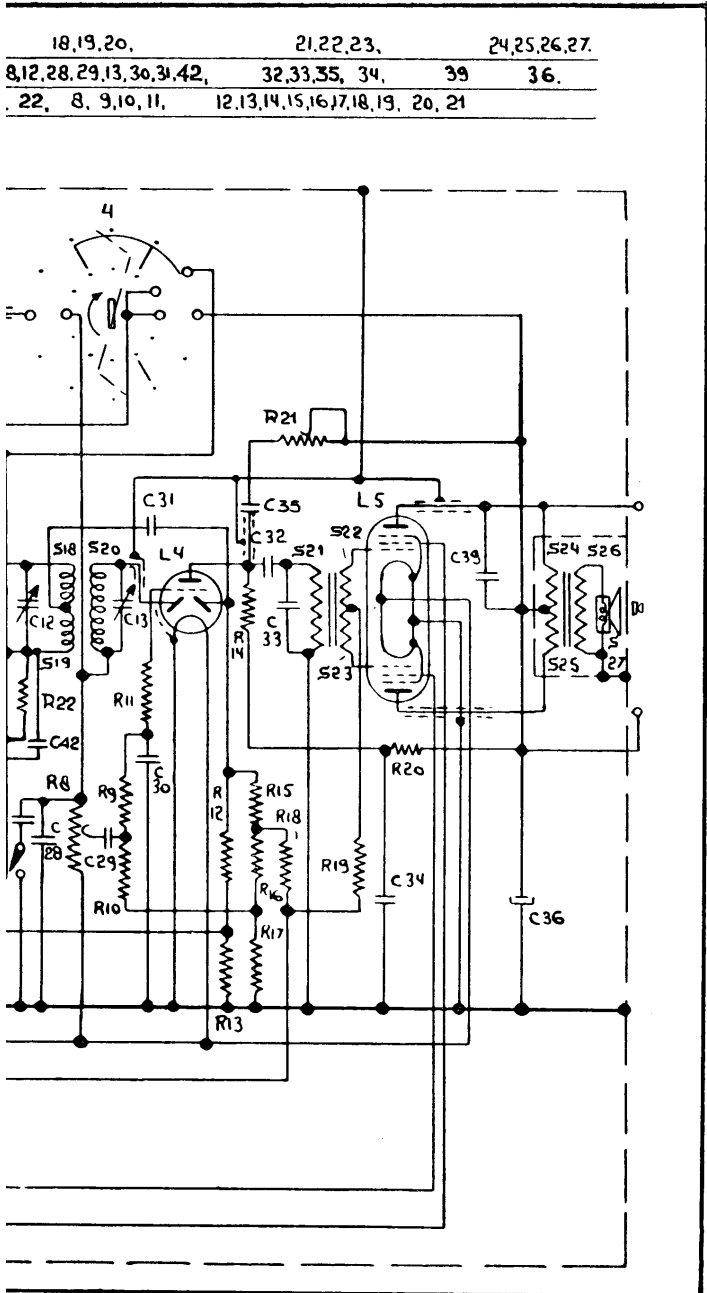 18,19,20, 21,22,23, 24,25,26,27.
8,12,28,29,13,30,31,42, 32,33,35, 34, 39 36.
. 22, 8, 9,10,11, 12,13,14,15,16,17,18,19, 20, 21
4
R21
C31
C35
L5
L4
C32
S18
S20
S21
S22
C39
S24
S26
C12
C13
C
33
R
14
S19
S23
S25
S
27
R22
R11
C42
C
30
R20
R8
R9
R
12
R15
R18
C
28
C29
R19
C34
R10
R16
R17
C36
R13